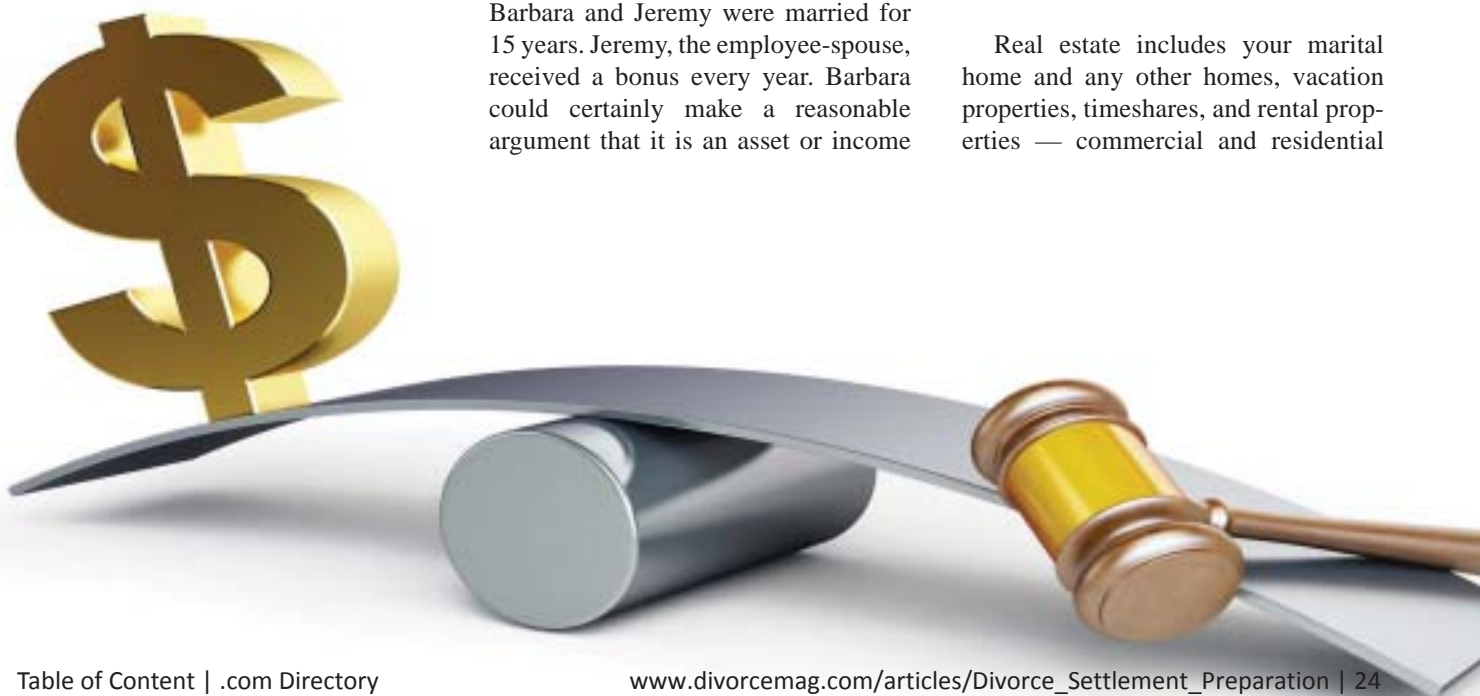 Barbara and Jeremy were married for
15 years. Jeremy, the employee-spouse,
received a bonus every year. Barbara
could certainly make a reasonable
argument that it is an asset or income
Real estate includes your marital
home and any other homes, vacation
properties, timeshares, and rental prop-
erties — commercial and residential
Table of Content | .com Directory
www.divorcemag.com/articles/Divorce_Settlement_Preparation | 24